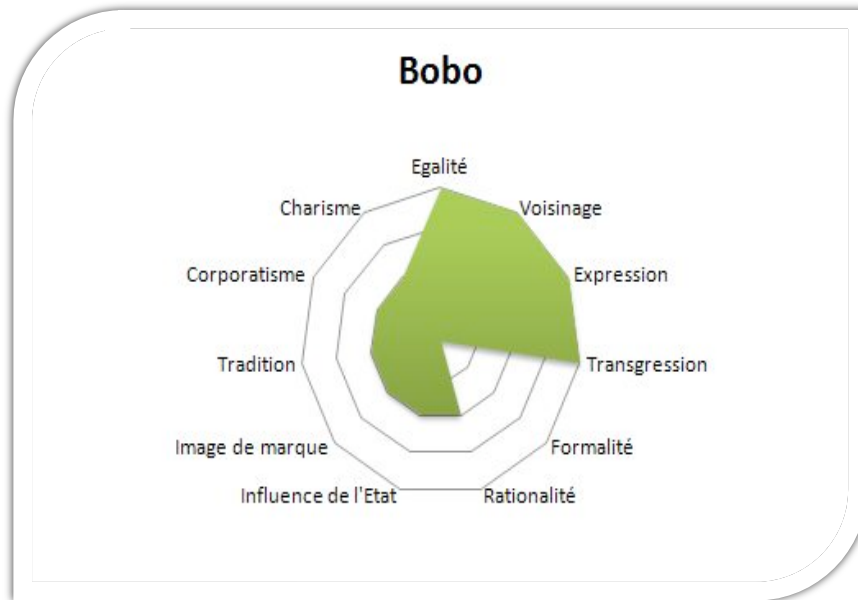 Bobo
Egalité
Voisinage
Expression
Transgression
Formalité
Rationalité
Influence de l'Etat
Image de marque
Tradition
Corporatisme
Charisme